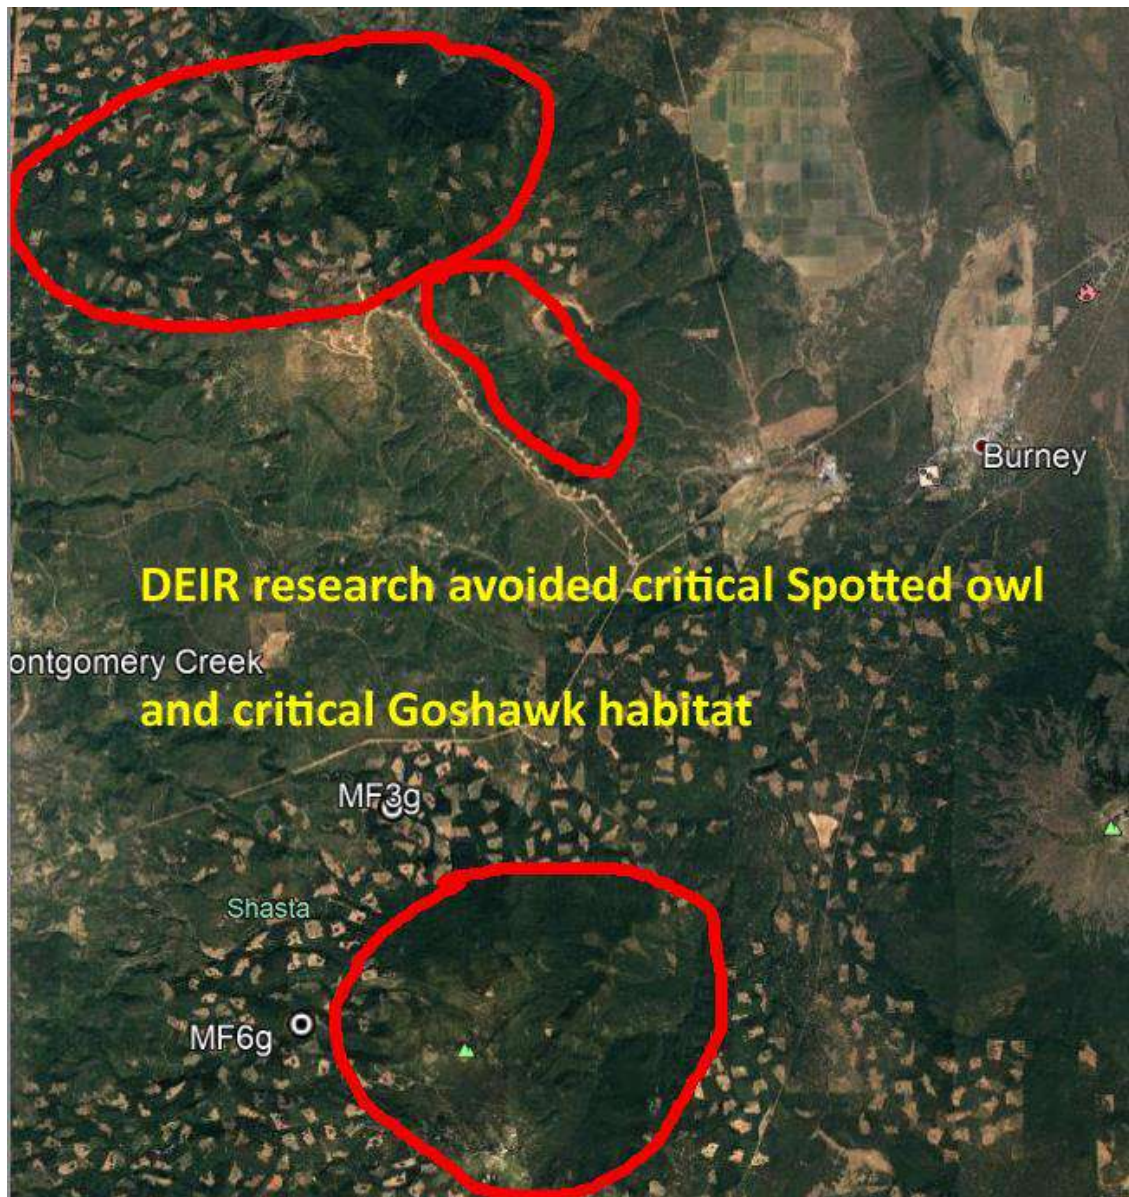 Burney
DEIR research avoided critical Spotted owl
ontgomery Creek
and critical Goshawk habitat
MF3g
Shasta
MF6g